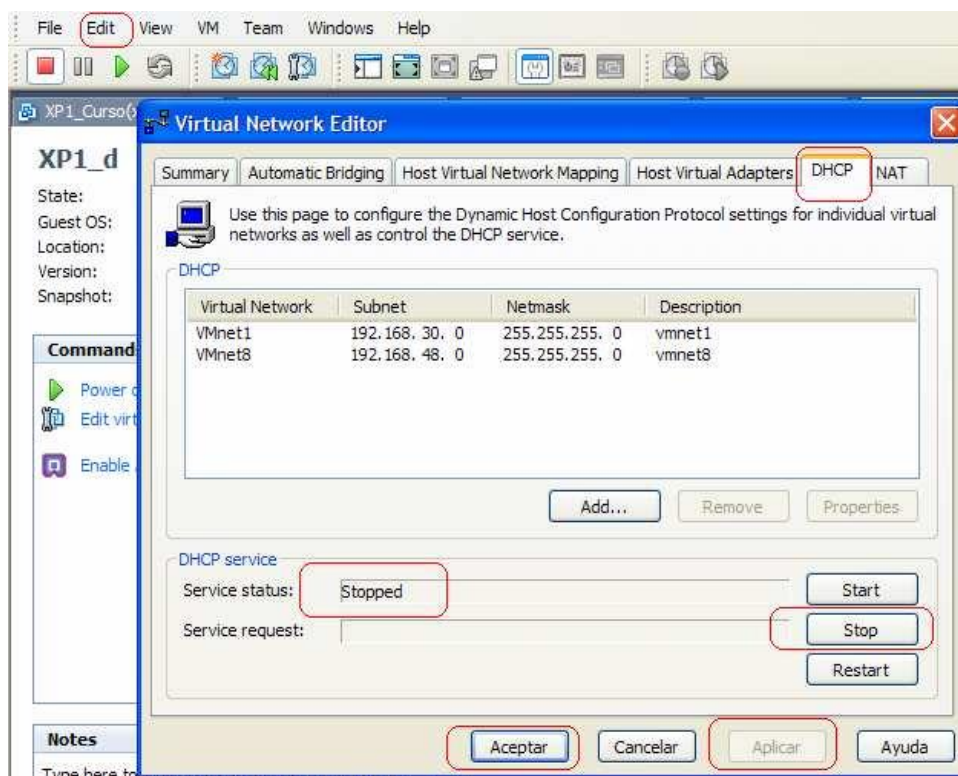 File Edit View VM Team Windows Help
XP1_Curso(
Virtual Network Editor
XP1_d
Summary Automatic Bridging Host Virtual Network Mapping Host Virtual Adapters DHCP NAT
State:
Guest OS:
Location:
Version:
Snapshot:
Use this page to configure the Dynamic Host Configuration Protocol settings for individual virtual
networks as well as control the DHCP service.
DHCP
Virtual Network Subnet Netmask Description
VMnet1 192.168. 30. 0 255.255.255. 0 vmnet1
VMnet8 192.168. 48. 0 255.255.255. 0 vmnet8
Command
Power
Edit virt
Enable
Add... Remove Properties
DHCP service
Service status: Stopped Start
Service request: Stop
Restart
Aceptar Cancelar Aplicar Ayuda
Notes
Type here to